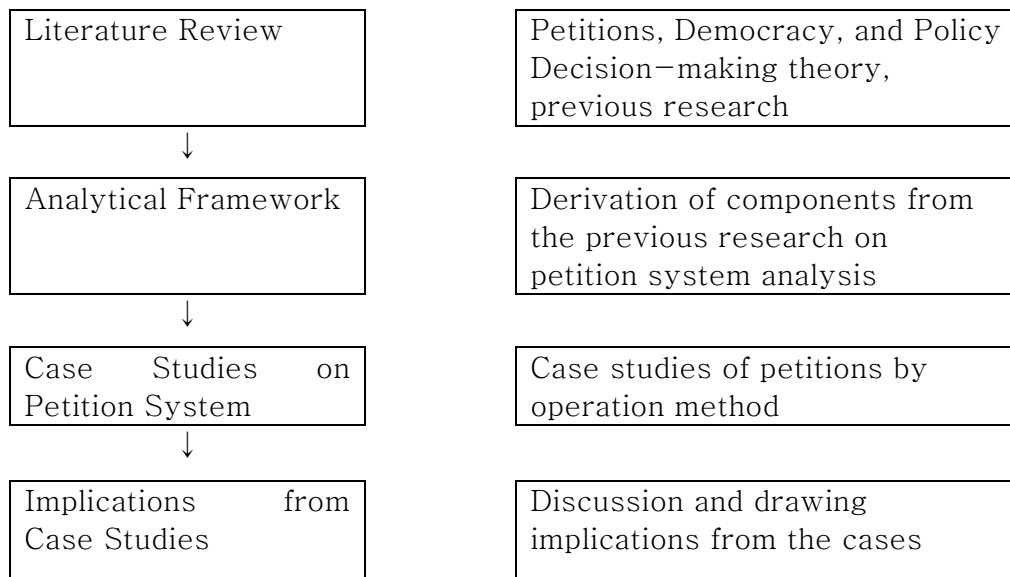 Literature Review
Petitions, Democracy, and Policy
Decision-making theory,
previous research
↓
Analytical Framework
Derivation of components from
the previous research on
petition system analysis
↓
Case Studies on
Petition System
Case studies of petitions by
operation method
↓
Implications from
Case Studies
Discussion and drawing
implications from the cases